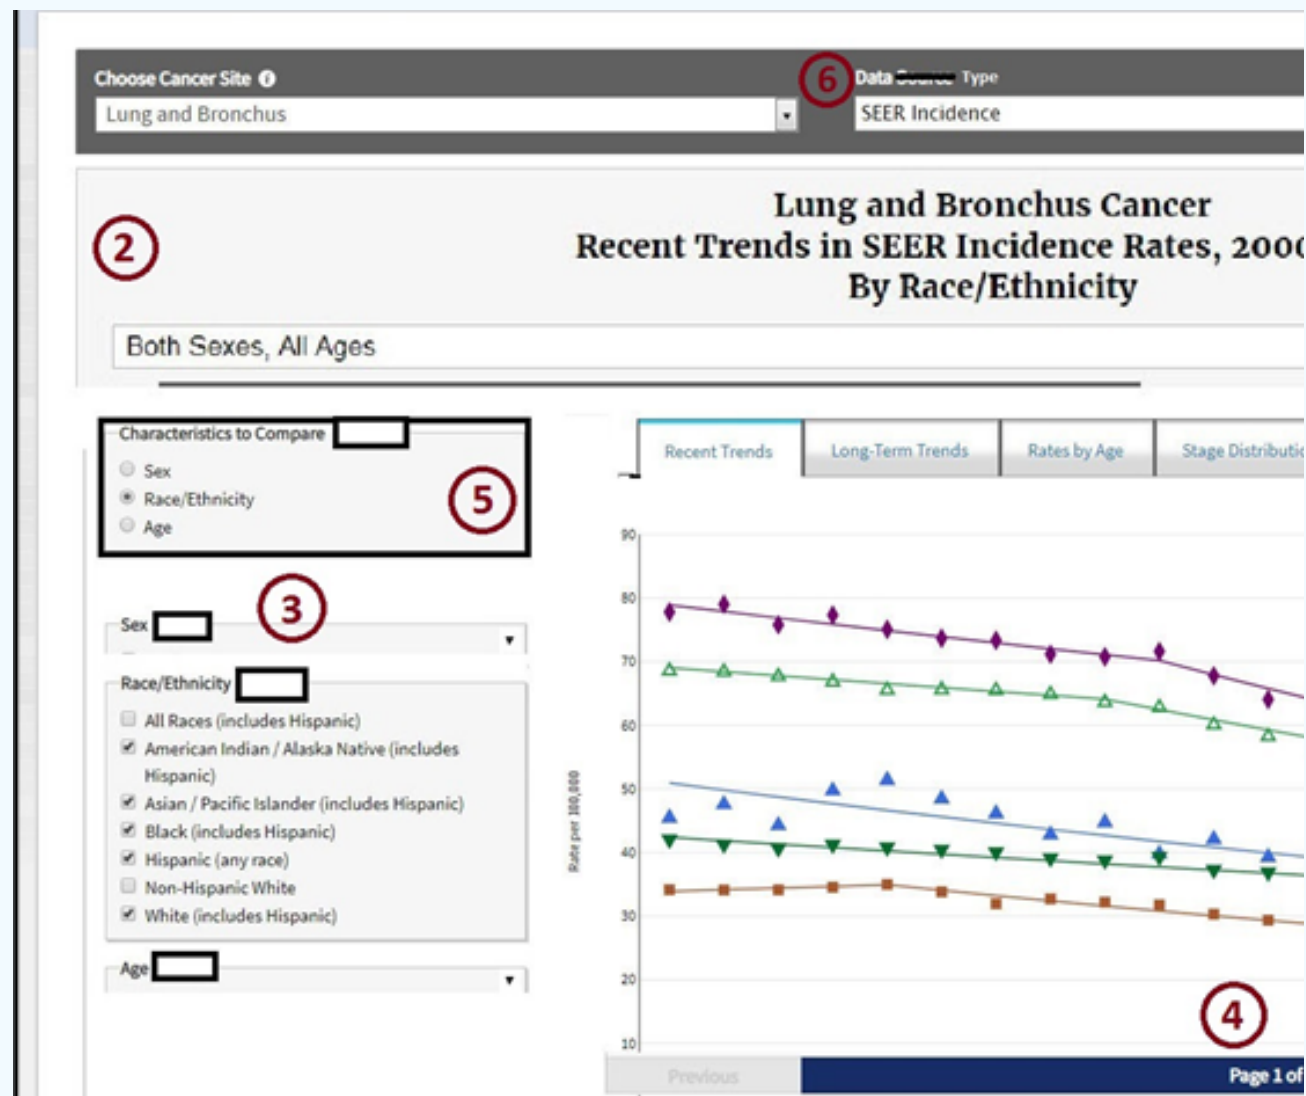 Choose Cancer Site i
6 Data Source Type
Lung and Bronchus
SEER Incidence
Lung and Bronchus Cancer
2
Recent Trends in SEER Incidence Rates, 200
By Race/Ethnicity
Both Sexes, All Ages
Characteristics to Compare
Sex
Race/Ethnicity
Age
5
3
Sex
Race/Ethnicity
All Races (includes Hispanic)
American Indian / Alaska Native (includes
Hispanic)
Asian / Pacific Islander (includes Hispanic)
Black (includes Hispanic)
Hispanic (any race)
Non-Hispanic White
White (includes Hispanic)
Age
Recent Trends
Long-Term Trends
Rates by Age
Stage Distributio
90
80
70
60
50
40
30
20
10
Rate per 100,000
4
Previous
Page 1 of